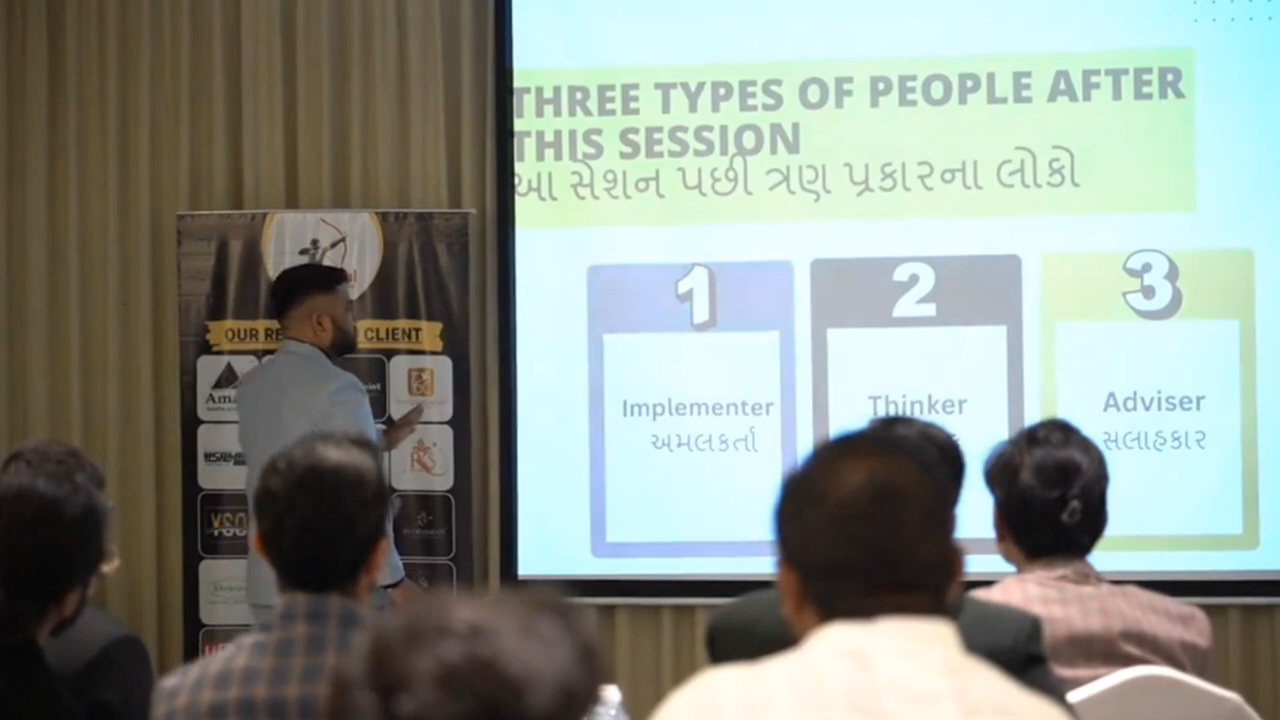 THREE TYPES OF PEOPLE AFTER
THIS SESSION
આ સેશન પછી ત્રણ પ્રકારના લોકો
1
2
3
Implementer
Thinker
Adviser
અમલકર્તા
સલાહકાર
CLIENT